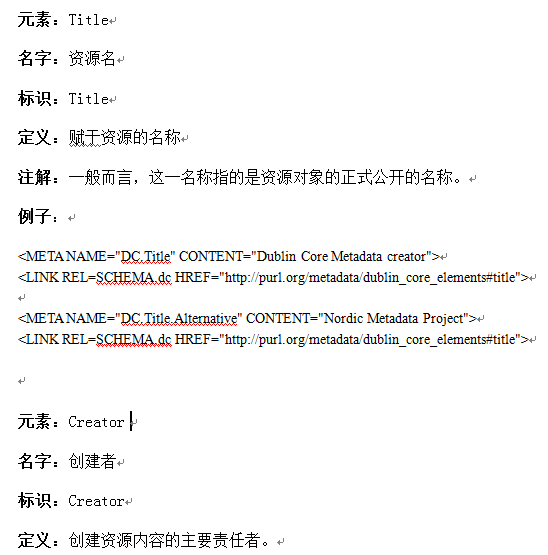 元素：Title
名字：资源名
标识：Title
定义：赋于资源的名称
注解：一般而言，这一名称指的是资源对象的正式公开的名称。
例子：
<META NAME="DC.Title" CONTENT="Dublin Core Metadata creator">
<LINK REL=SCHEMA.dc HREF="http://purl.org/metadata/dublin_core_elements#title">
<META NAME="DC.Title.Alternative" CONTENT="Nordic Metadata Project">
<LINK REL=SCHEMA.dc HREF="http://purl.org/metadata/dublin_core_elements#title">
元素：Creator
名字：创建者
标识：Creator
定义：创建资源内容的主要责任者。